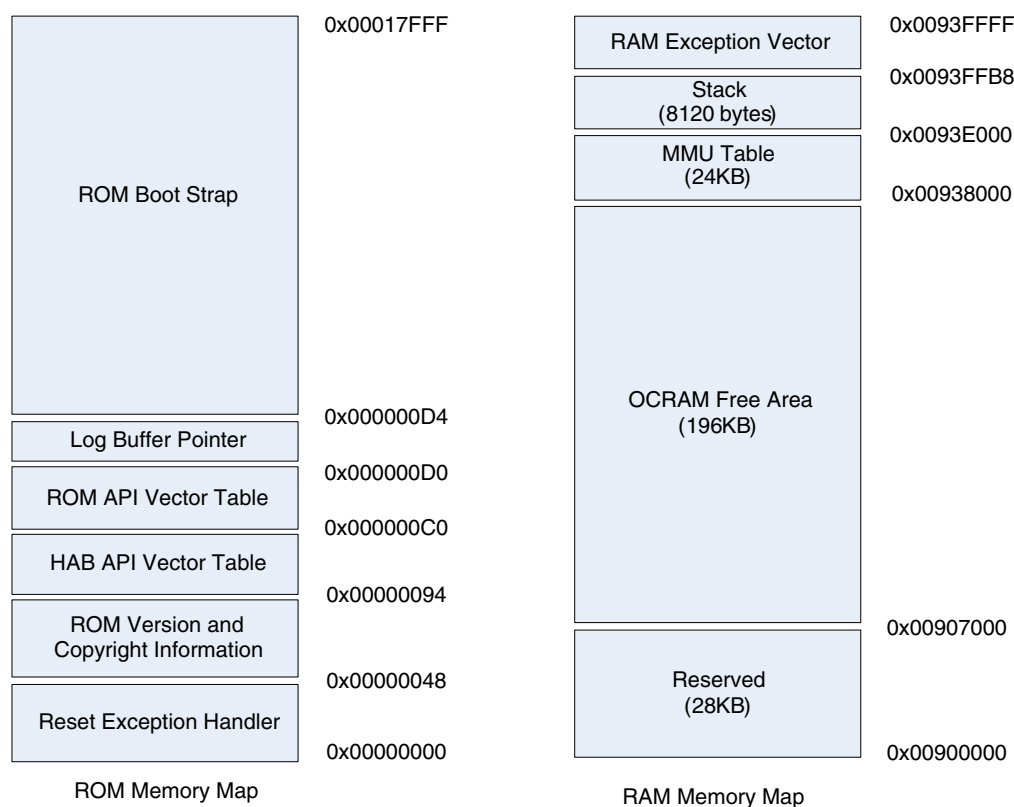 0x00017FFF
ROM Boot Strap
0x000000D4
Log Buffer Pointer
0x000000D0
ROM API Vector Table
0x000000C0
HAB API Vector Table
0x00000094
ROM Version and
Copyright Information
0x00000048
Reset Exception Handler
0x00000000
ROM Memory Map
0x0093FFFF
RAM Exception Vector
0x0093FFB8
Stack
(8120 bytes)
0x0093E000
MMU Table
(24KB)
0x00938000
OCRAM Free Area
(196KB)
0x00907000
Reserved
(28KB)
0x00900000
RAM Memory Map